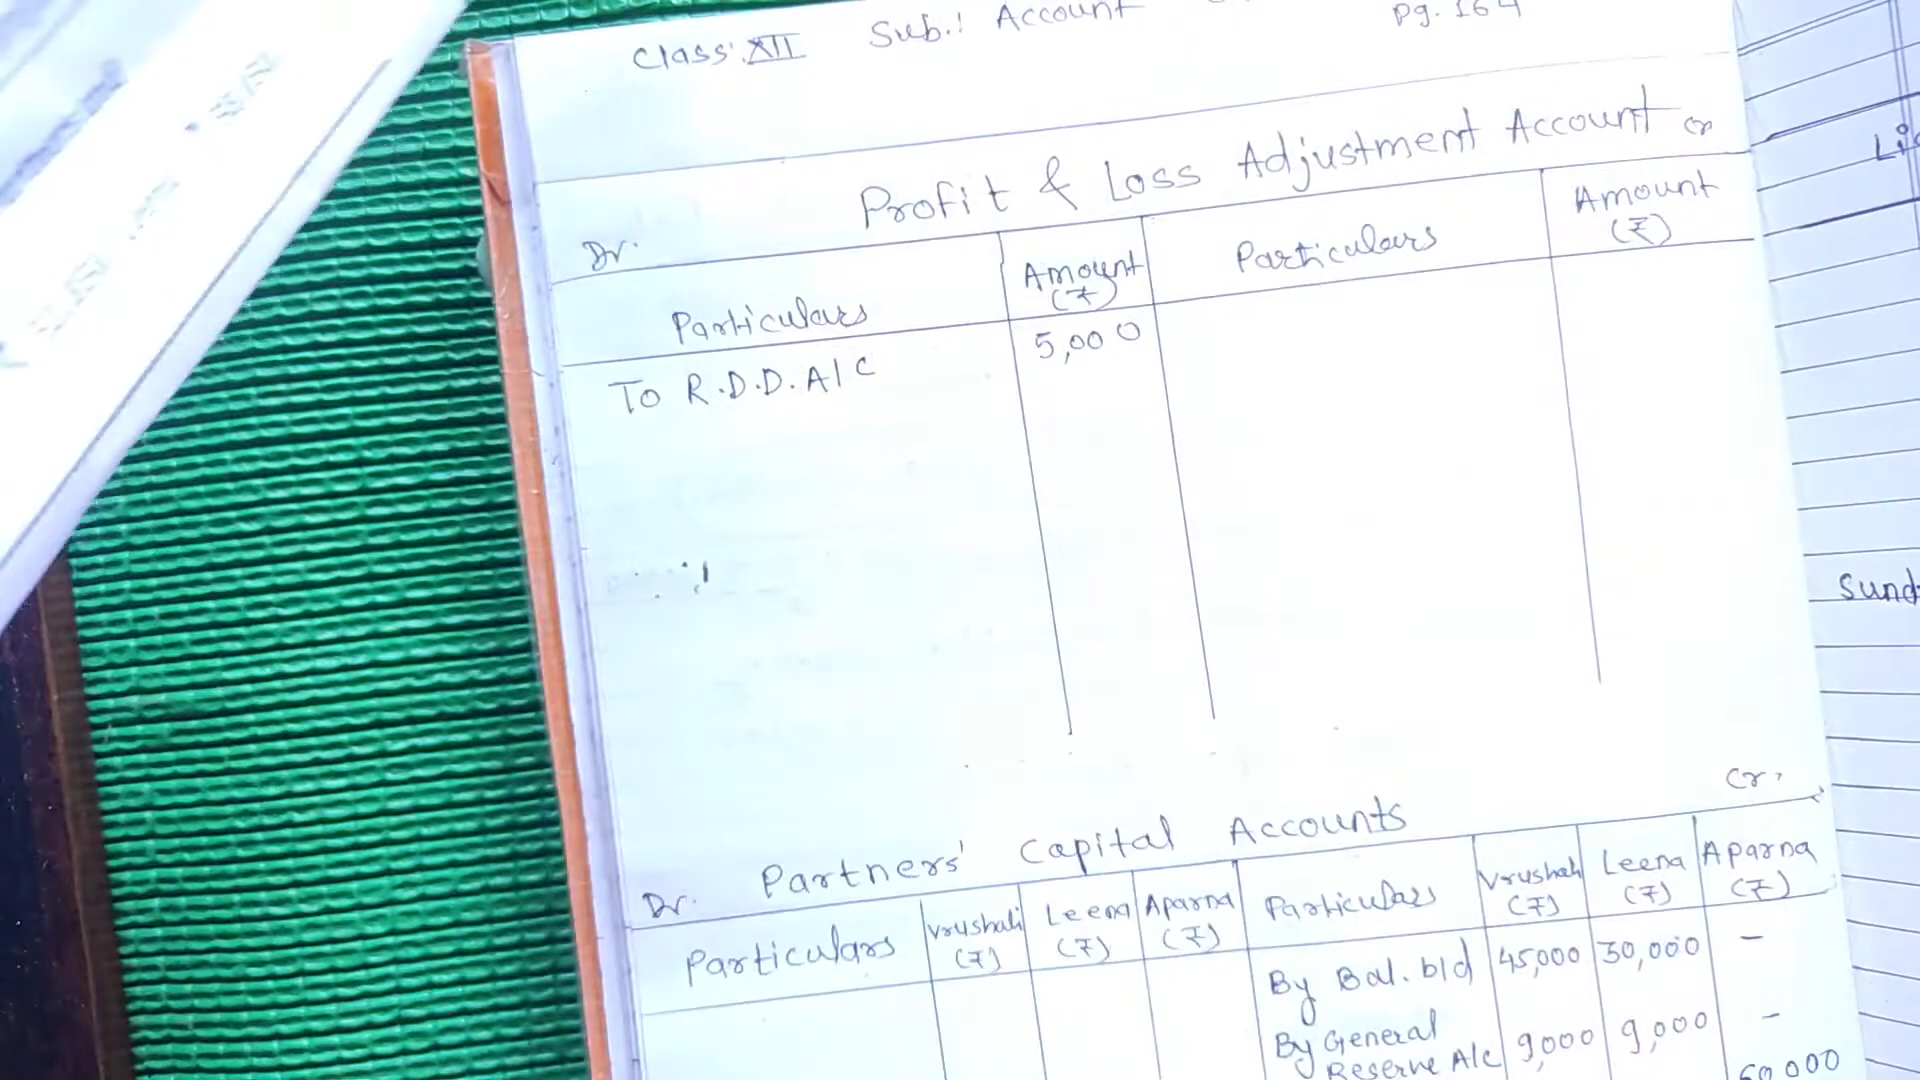 Class: XII Sub.: Account Pg. 164
Profit & Loss Adjustment Account
Dr. Cr
Particulars Amount (₹) Particulars Amount (₹)
To R.D.D. A/C 5,000
Partners' Capital Accounts
Dr. Cr.
Particulars Vrushali (₹) Leena (₹) Aparna (₹) Particulars Vrushali (₹) Leena (₹) Aparna (₹)
By Bal. b/d 45,000 30,000 –
By General
Reserve A/c 9,000 9,000 –
60,000
Sund